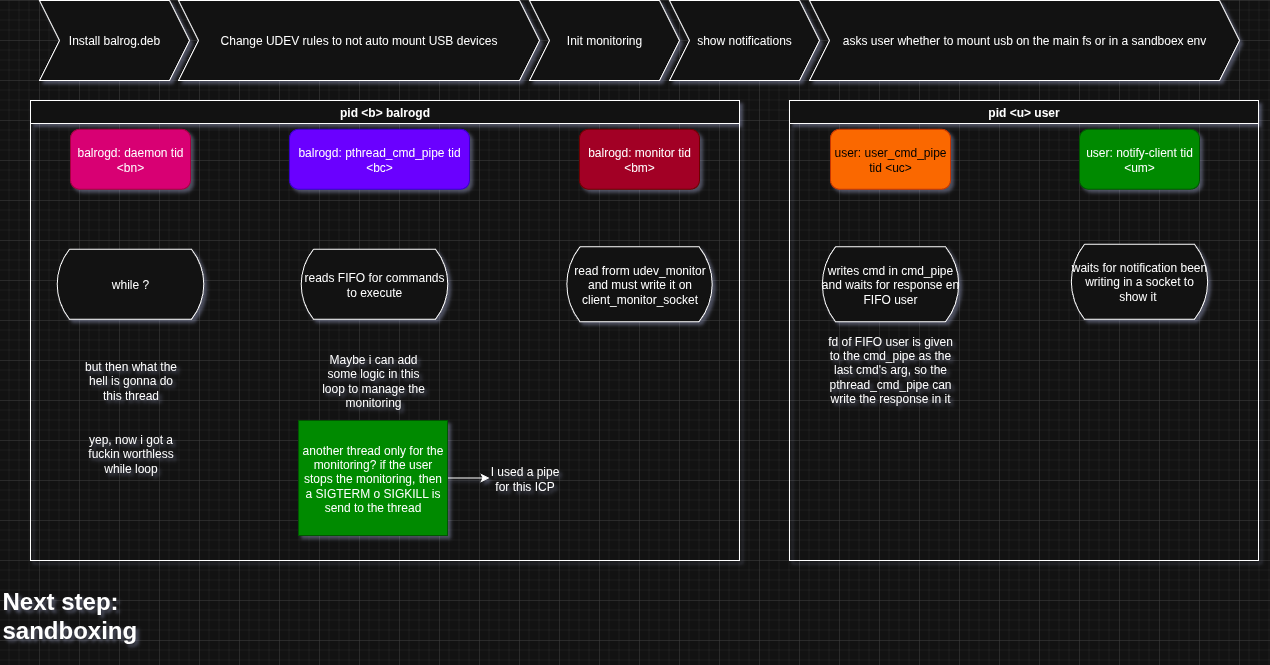 Install balrog.deb
Change UDEV rules to not auto mount USB devices
Init monitoring
show notifications
asks user whether to mount usb on the main fs or in a sandboex env
pid <b> balrogd
balrogd: daemon tid
<bn>
balrogd: pthread_cmd_pipe tid
<bc>
balrogd: monitor tid
<bm>
while ?
reads FIFO for commands
to execute
read frorm udev_monitor
and must write it on
client_monitor_socket
but then what the
hell is gonna do
this thread
Maybe i can add
some logic in this
loop to manage the
monitoring
yep, now i got a
fuckin worthless
while loop
another thread only for the
monitoring? if the user
stops the monitoring, then
a SIGTERM o SIGKILL is
send to the thread
I used a pipe
for this ICP
pid <u> user
user: user_cmd_pipe
tid <uc>
user: notify-client tid
<um>
writes cmd in cmd_pipe
and waits for response en
FIFO user
waits for notification been
writing in a socket to
show it
fd of FIFO user is given
to the cmd_pipe as the
last cmd's arg, so the
pthread_cmd_pipe can
write the response in it
Next step:
sandboxing